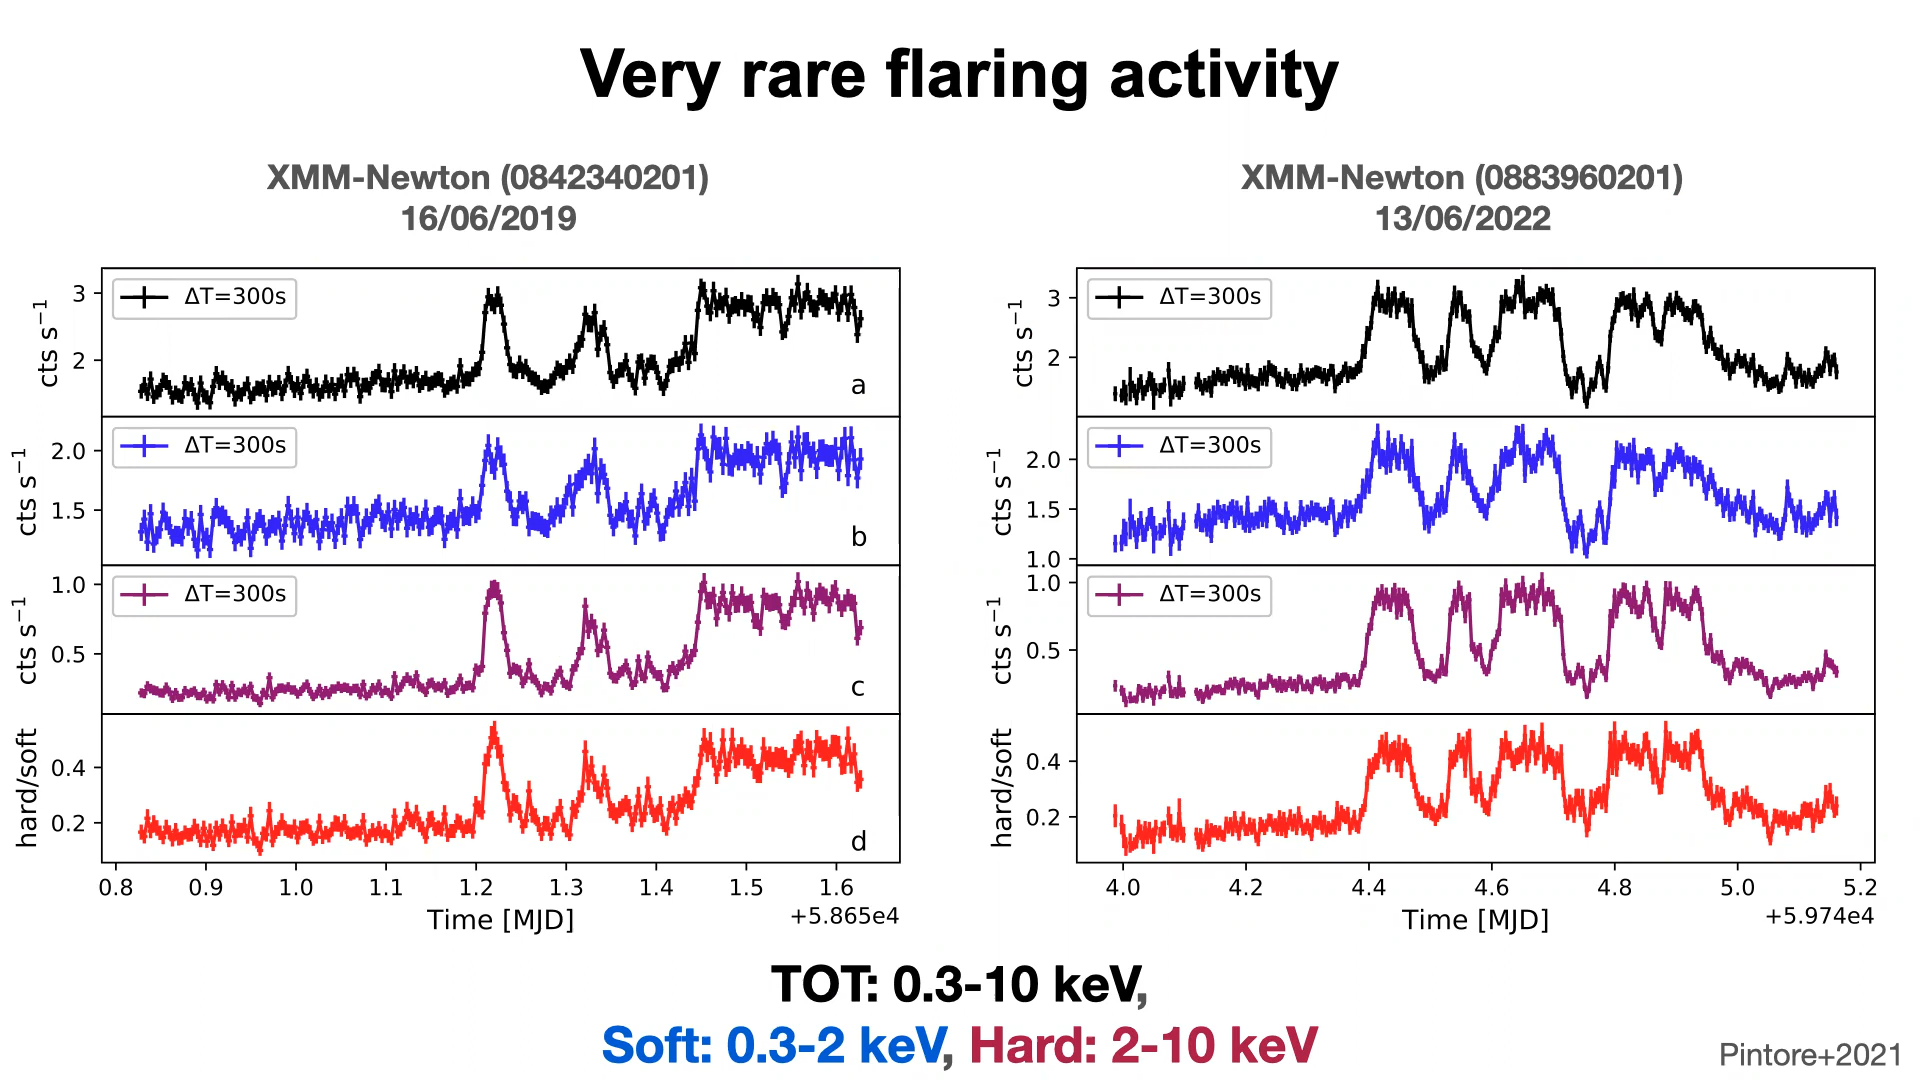 Very rare flaring activity
XMM-Newton (0842340201)
16/06/2019
XMM-Newton (0883960201)
13/06/2022
ΔT=300s
3
2
cts s⁻¹
a
ΔT=300s
2.0
1.5
cts s⁻¹
b
ΔT=300s
1.0
0.5
cts s⁻¹
c
0.4
0.2
hard/soft
d
0.8 0.9 1.0 1.1 1.2 1.3 1.4 1.5 1.6
Time [MJD]
+5.865e4
ΔT=300s
3
2
cts s⁻¹
ΔT=300s
2.0
1.5
1.0
cts s⁻¹
ΔT=300s
1.0
0.5
cts s⁻¹
0.4
0.2
hard/soft
4.0 4.2 4.4 4.6 4.8 5.0 5.2
Time [MJD]
+5.974e4
TOT: 0.3-10 keV,
Soft: 0.3-2 keV, Hard: 2-10 keV
Pintore+2021